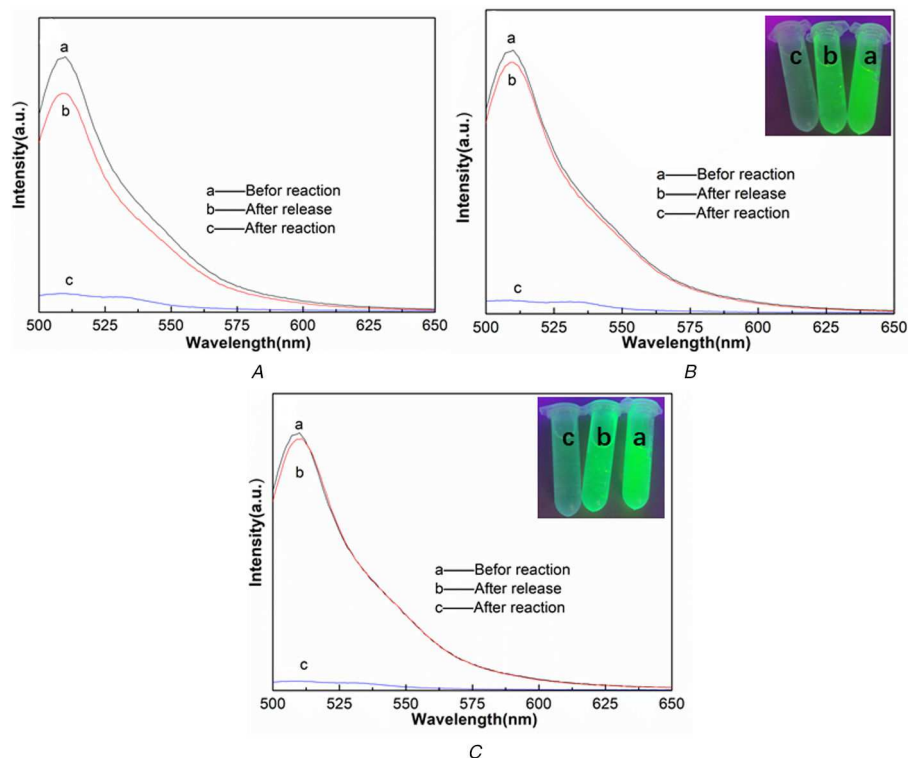 a
b
c
Intensity(a.u.)
a—Befor reaction
b—After release
c—After reaction
500 525 550 575 600 625 650
Wavelength(nm)
A
a
b
c
Intensity(a.u.)
c b a
a—Befor reaction
b—After release
c—After reaction
500 525 550 575 600 625 650
Wavelength(nm)
B
a
b
c
Intensity(a.u.)
c b a
a—Befor reaction
b—After release
c—After reaction
500 525 550 575 600 625 650
Wavelength(nm)
C